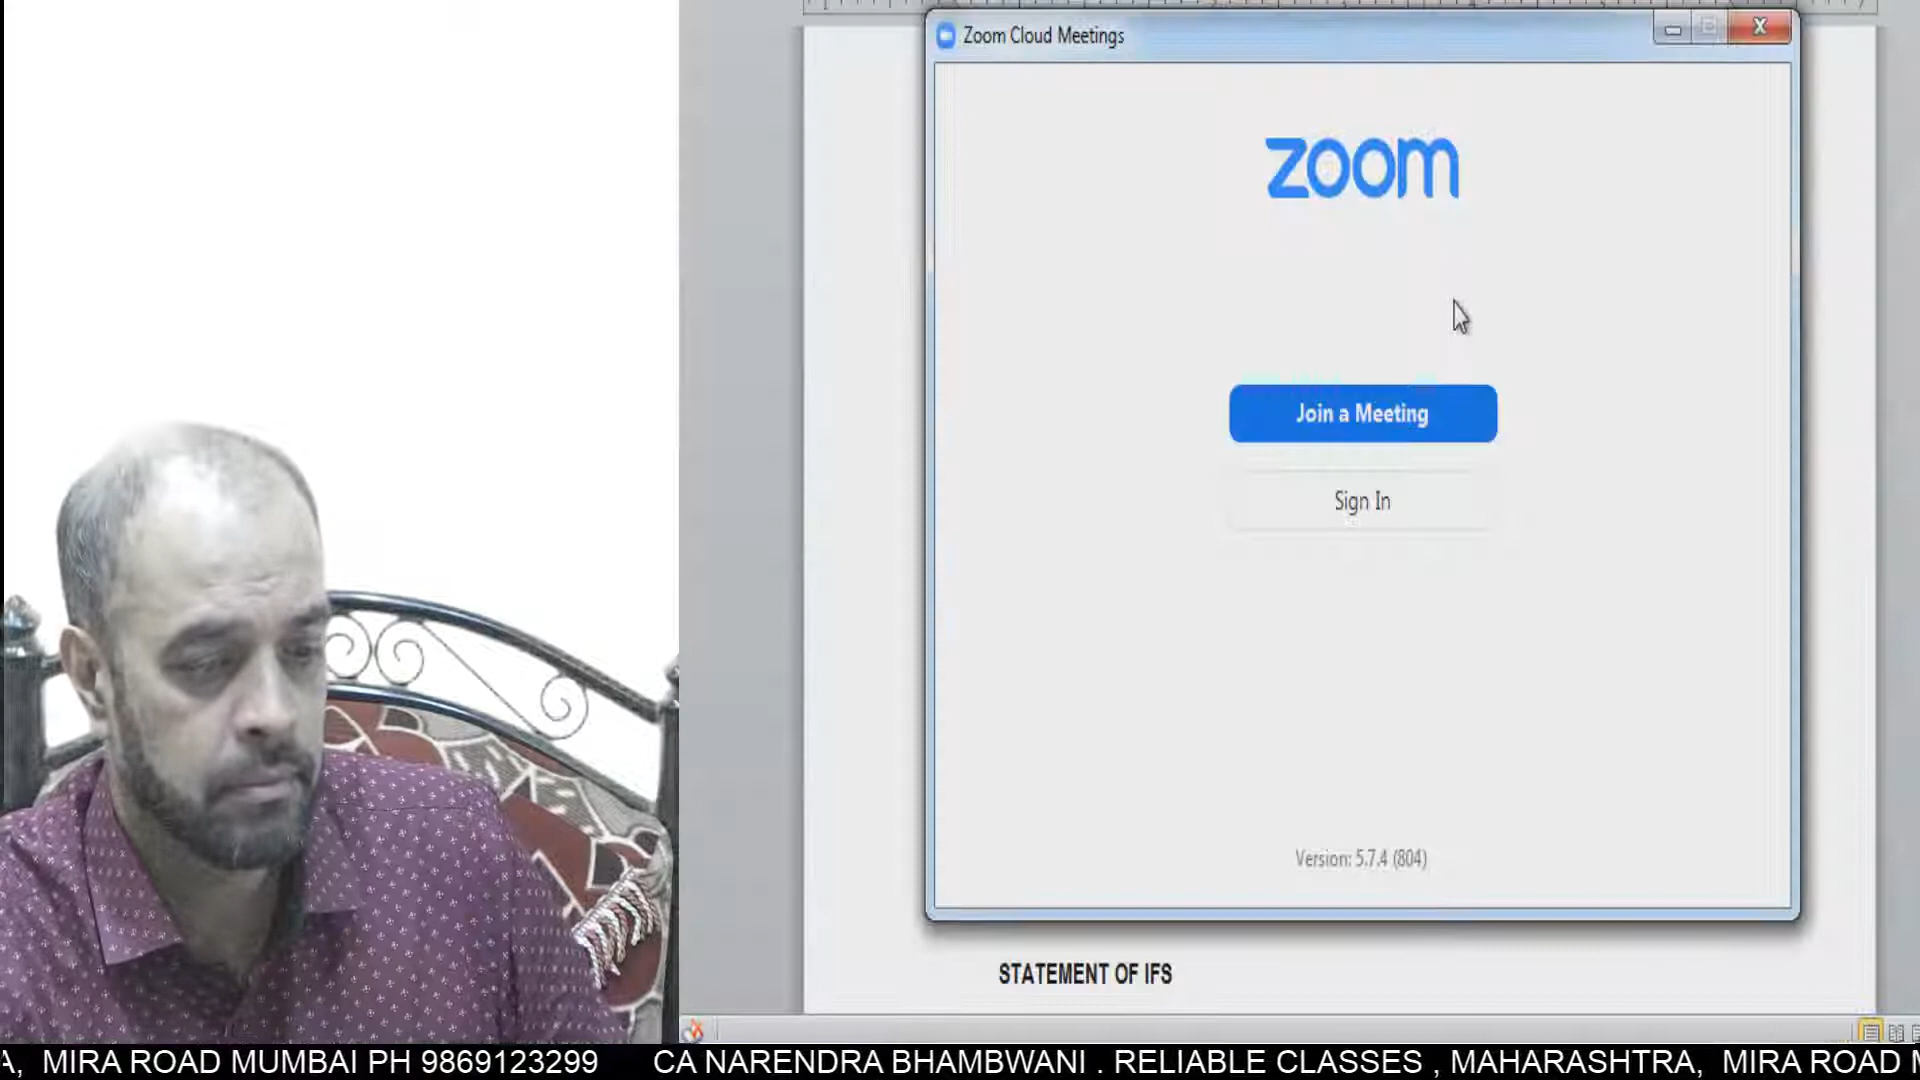 Zoom Cloud Meetings
zoom
Join a Meeting
Sign In
Version: 5.7.4 (804)
STATEMENT OF IFS
A, MIRA ROAD MUMBAI PH 9869123299 CA NARENDRA BHAMBWANI . RELIABLE CLASSES , MAHARASHTRA, MIRA ROAD M